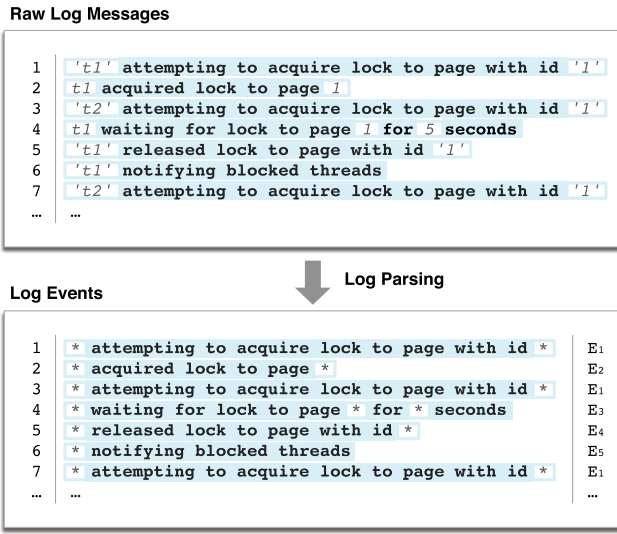 Raw Log Messages
1 't1' attempting to acquire lock to page with id '1'
2 t1 acquired lock to page 1
3 't2' attempting to acquire lock to page with id '1'
4 t1 waiting for lock to page 1 for 5 seconds
5 't1' released lock to page with id '1'
6 't1' notifying blocked threads
7 't2' attempting to acquire lock to page with id '1'
… …
Log Parsing
Log Events
1 * attempting to acquire lock to page with id * E1
2 * acquired lock to page * E2
3 * attempting to acquire lock to page with id * E1
4 * waiting for lock to page * for * seconds E3
5 * released lock to page with id * E4
6 * notifying blocked threads E5
7 * attempting to acquire lock to page with id * E1
… … …